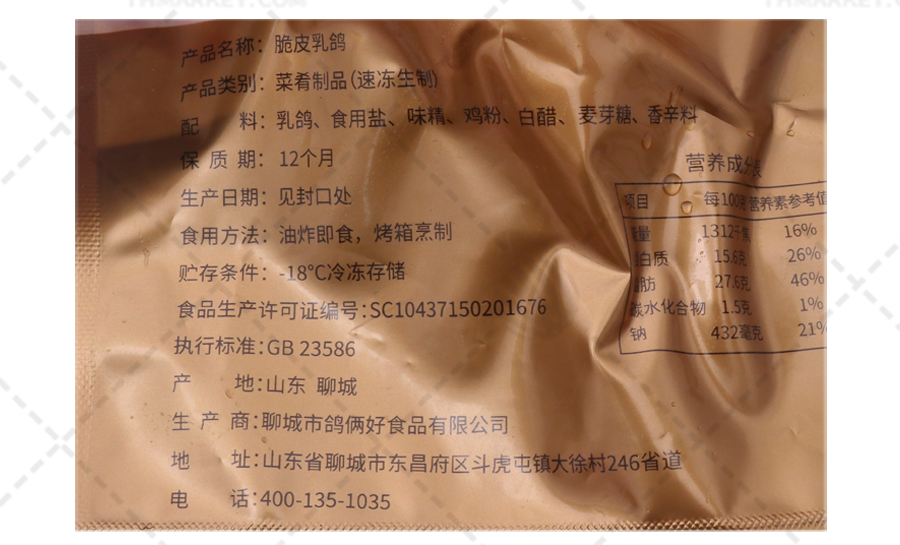 产品名称：脆皮乳鸽
产品类别：菜肴制品(速冻生制)
配料：乳鸽、食用盐、味精、鸡粉、白醋、麦芽糖、香辛料
保质期：12个月
生产日期：见封口处
食用方法：油炸即食，烤箱烹制
贮存条件：-18℃冷冻存储
食品生产许可证编号：SC10437150201676
执行标准：GB 23586
产地：山东 聊城
生产商：聊城市鸽俩好食品有限公司
地址：山东省聊城市东昌府区斗虎屯镇大徐村246省道
电话：400-135-1035
营养成分表
项目 每100克 营养素参考值
量 1312千焦 16%
白质 15.6克 26%
肪 27.6克 46%
碳水化合物 1.5克 1%
钠 432毫克 21%